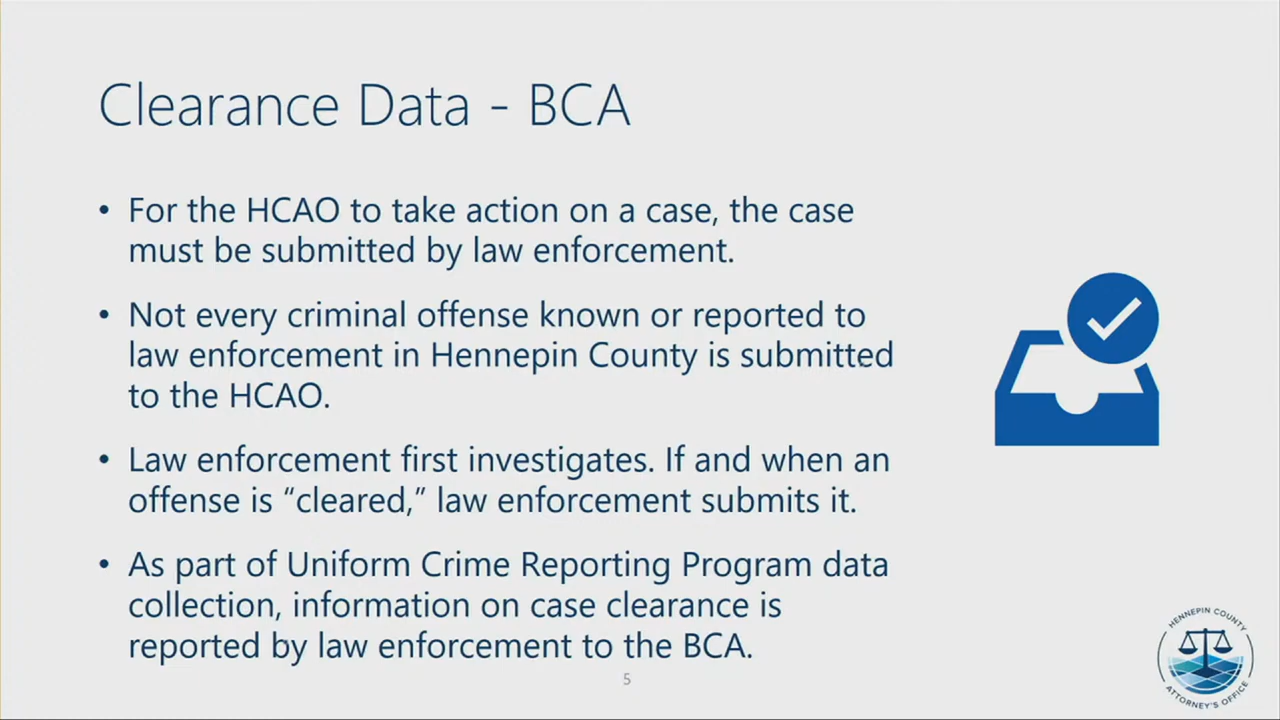 Clearance Data - BCA
• For the HCAO to take action on a case, the case
must be submitted by law enforcement.
• Not every criminal offense known or reported to
law enforcement in Hennepin County is submitted
to the HCAO.
• Law enforcement first investigates. If and when an
offense is “cleared,” law enforcement submits it.
• As part of Uniform Crime Reporting Program data
collection, information on case clearance is
reported by law enforcement to the BCA.
5
HENNEPIN COUNTY
ATTORNEY'S OFFICE